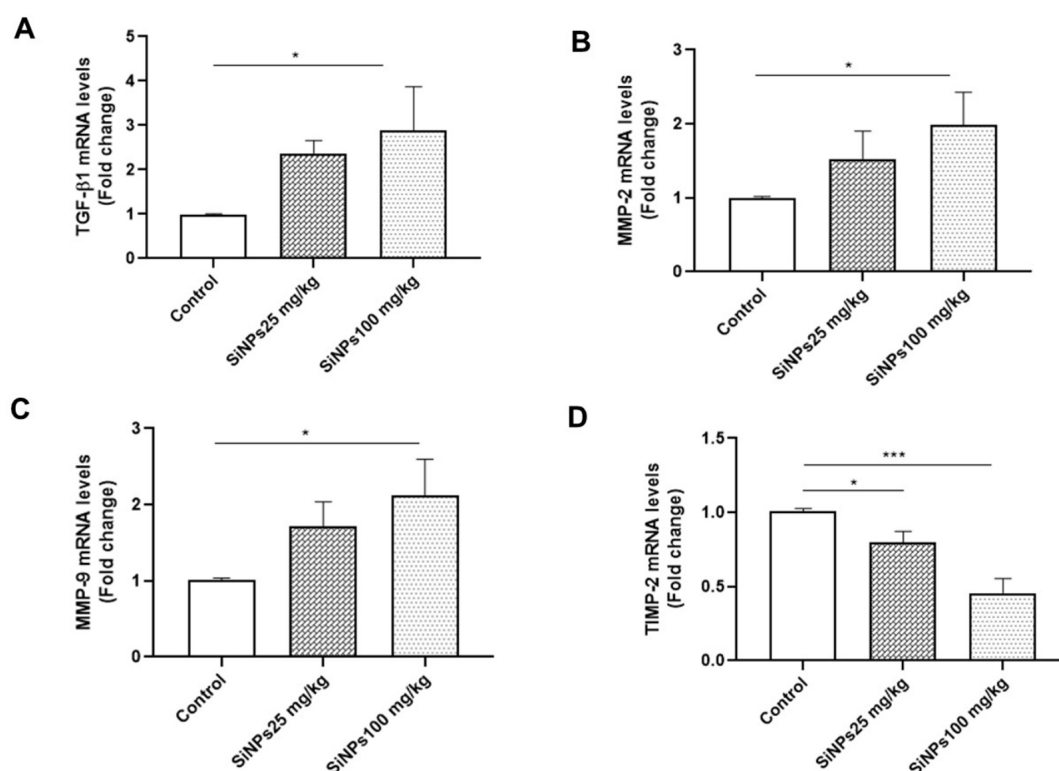 A
TGF-β1 mRNA levels
(Fold change)
5
4
3
2
1
0
*
Control
SiNPs25 mg/kg
SiNPs100 mg/kg
B
MMP-2 mRNA levels
(Fold change)
3
2
1
0
*
Control
SiNPs25 mg/kg
SiNPs100 mg/kg
C
MMP-9 mRNA levels
(Fold change)
3
2
1
0
*
Control
SiNPs25 mg/kg
SiNPs100 mg/kg
D
TIMP-2 mRNA levels
(Fold change)
1.5
1.0
0.5
0.0
***
*
Control
SiNPs25 mg/kg
SiNPs100 mg/kg